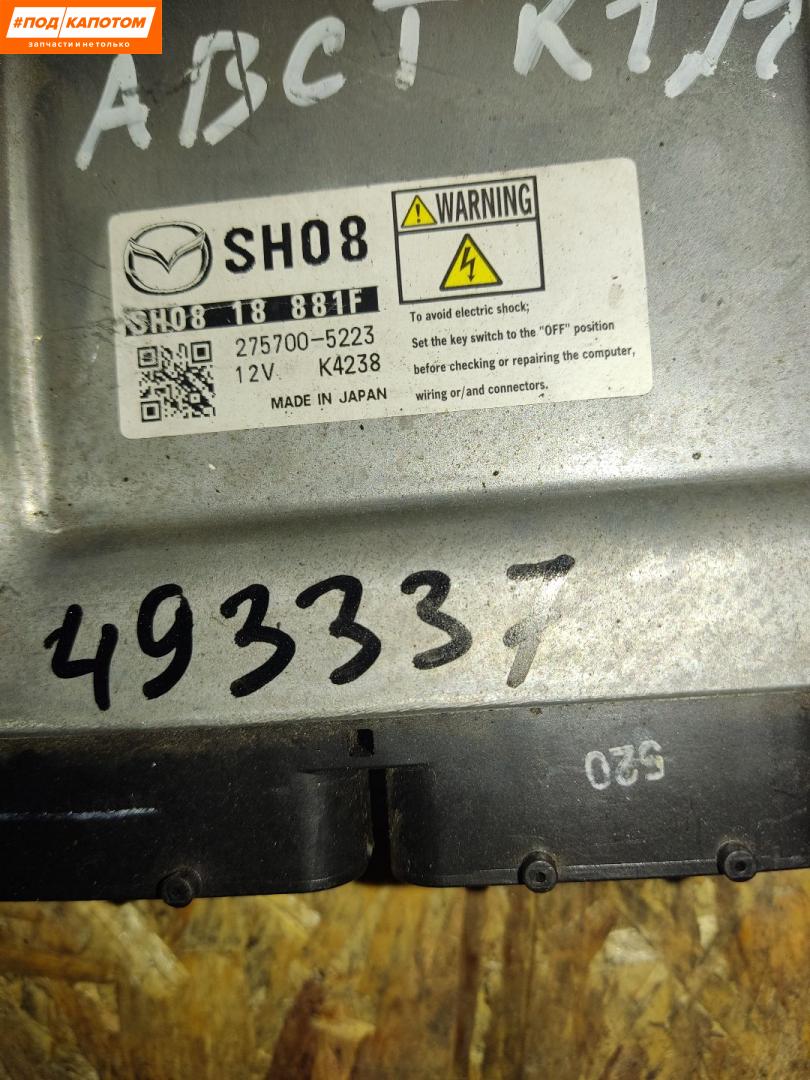 #ПОД КАПОТОМ
запчасти и не только
АВСТ К1Я
SH08
SH08 18 881F
275700-5223
12V K4238
MADE IN JAPAN
WARNING
To avoid electric shock;
Set the key switch to the "OFF" position
before checking or repairing the computer,
wiring or/and connectors.
493337
520